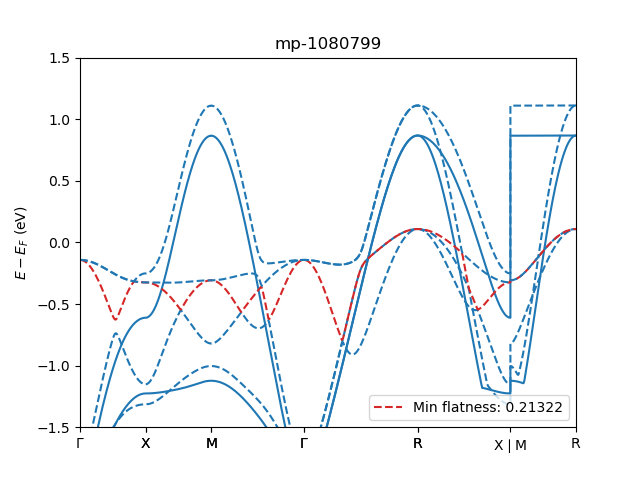 mp-1080799
E − E_F (eV)
1.5
1.0
0.5
0.0
−0.5
−1.0
−1.5
Min flatness: 0.21322
Γ X M Γ R X | M R